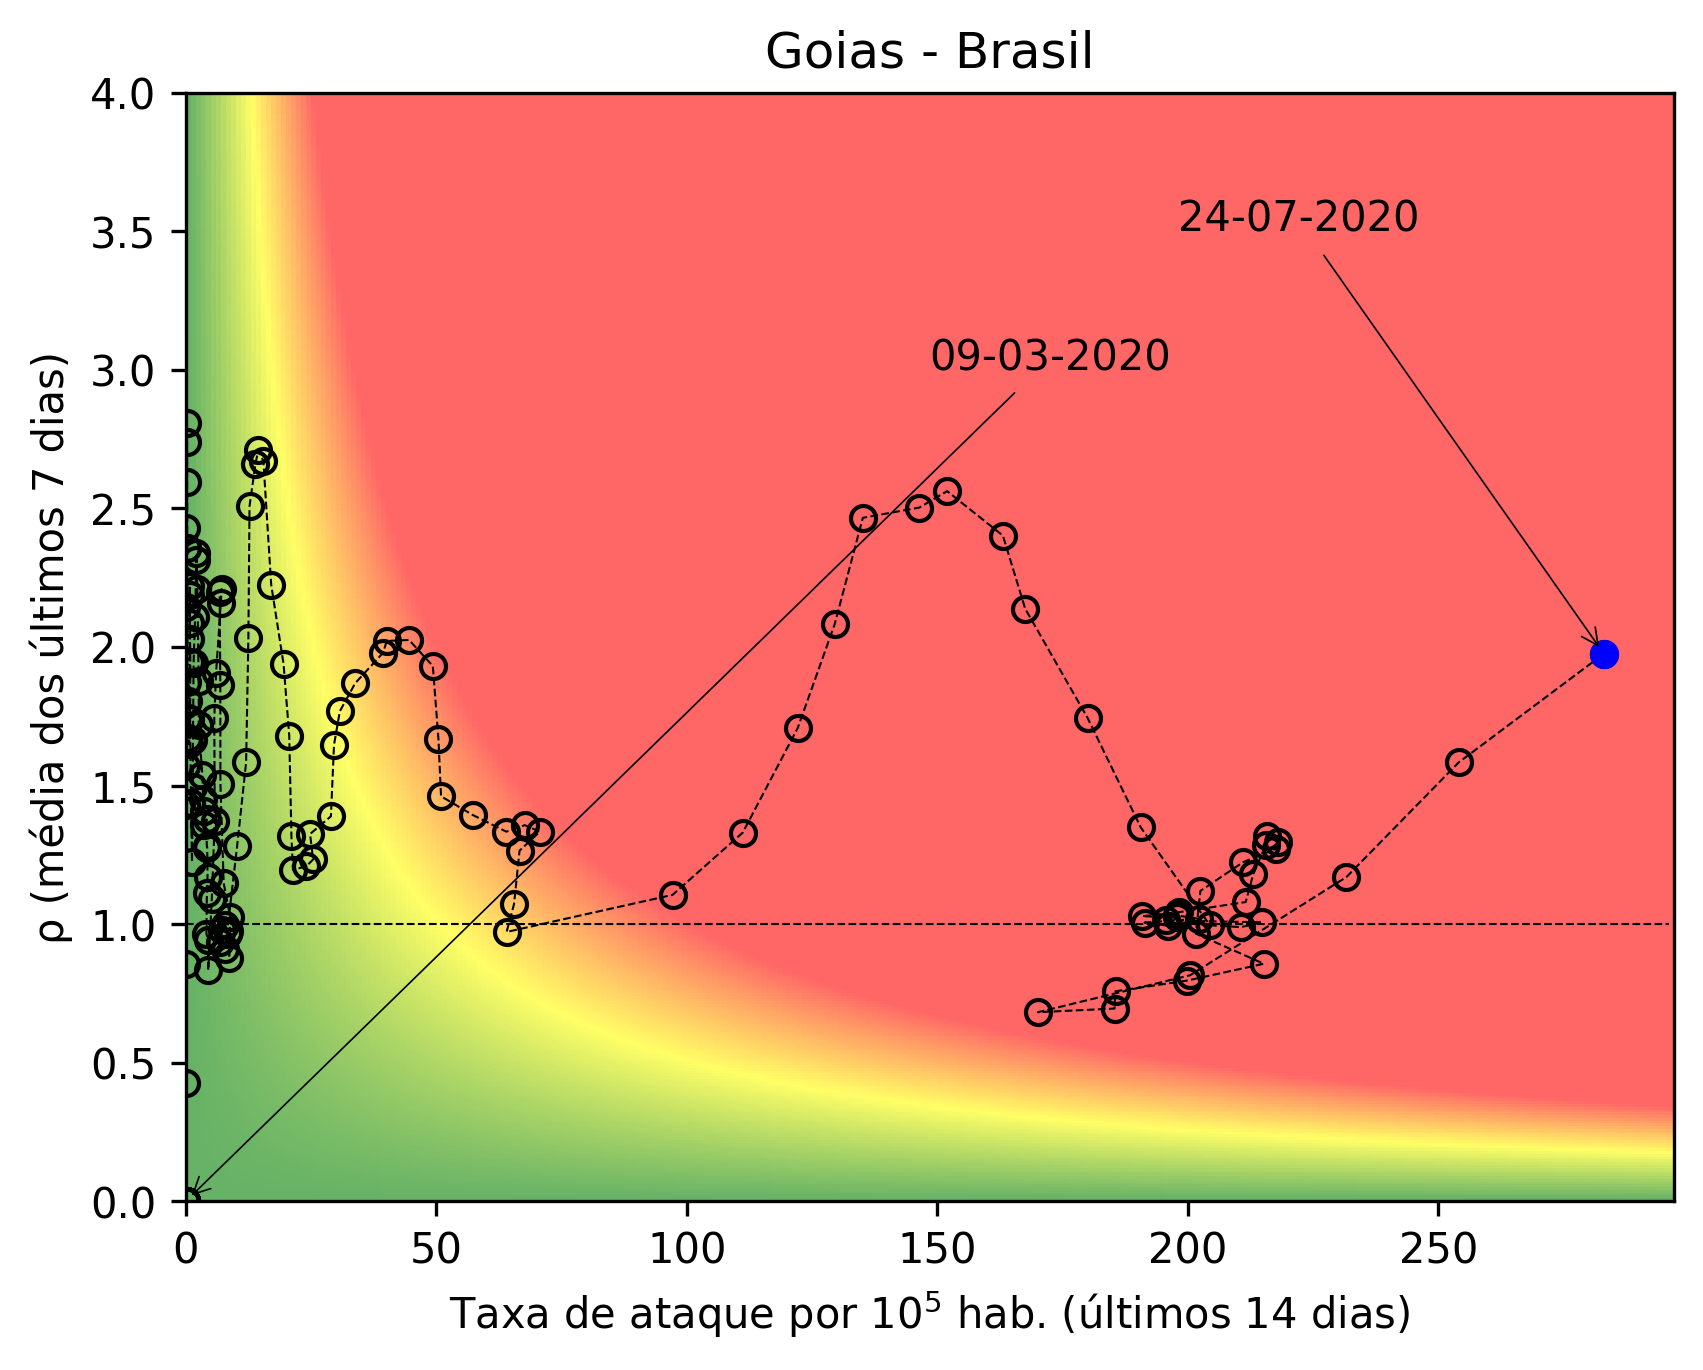 Goias - Brasil
4.0
3.5
3.0
2.5
2.0
1.5
1.0
0.5
0.0
ρ (média dos últimos 7 dias)
24-07-2020
09-03-2020
0 50 100 150 200 250
Taxa de ataque por 10⁵ hab. (últimos 14 dias)